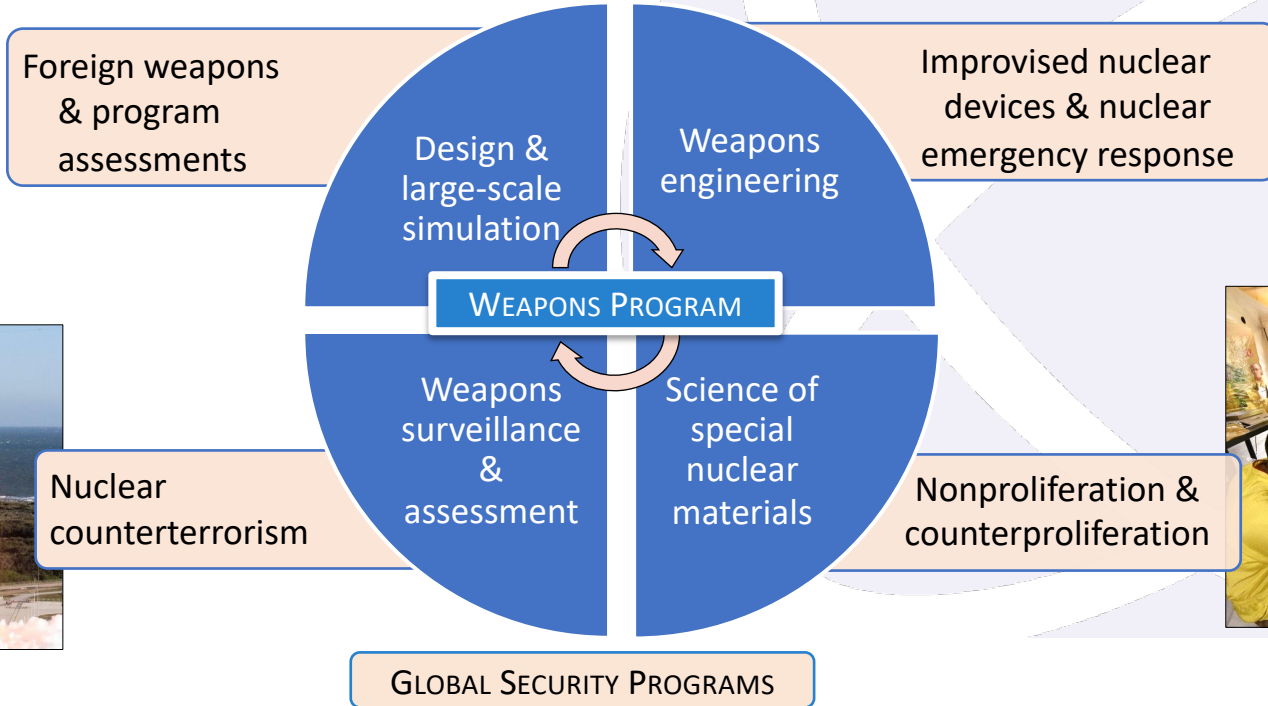 Foreign weapons
& program
assessments
Improvised nuclear
devices & nuclear
emergency response
Design &
large-scale
simulation
Weapons
engineering
WEAPONS PROGRAM
Weapons
surveillance
&
assessment
Science of
special
nuclear
materials
Nuclear
counterterrorism
Nonproliferation &
counterproliferation
GLOBAL SECURITY PROGRAMS